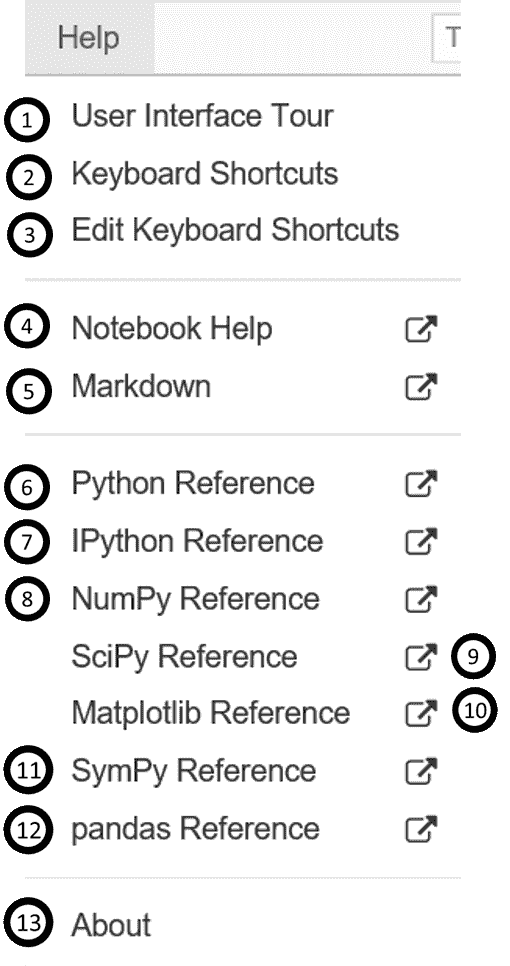 Help
T
1 User Interface Tour
2 Keyboard Shortcuts
3 Edit Keyboard Shortcuts
4 Notebook Help
5 Markdown
6 Python Reference
7 IPython Reference
8 NumPy Reference
SciPy Reference 9
Matplotlib Reference 10
11 SymPy Reference
12 pandas Reference
13 About